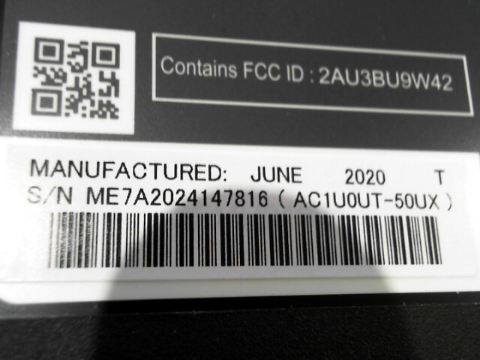 Contains FCC ID : 2AU3BU9W42
MANUFACTURED: JUNE 2020 T
S/N ME7A2024147816 ( AC1U0UT-50UX )